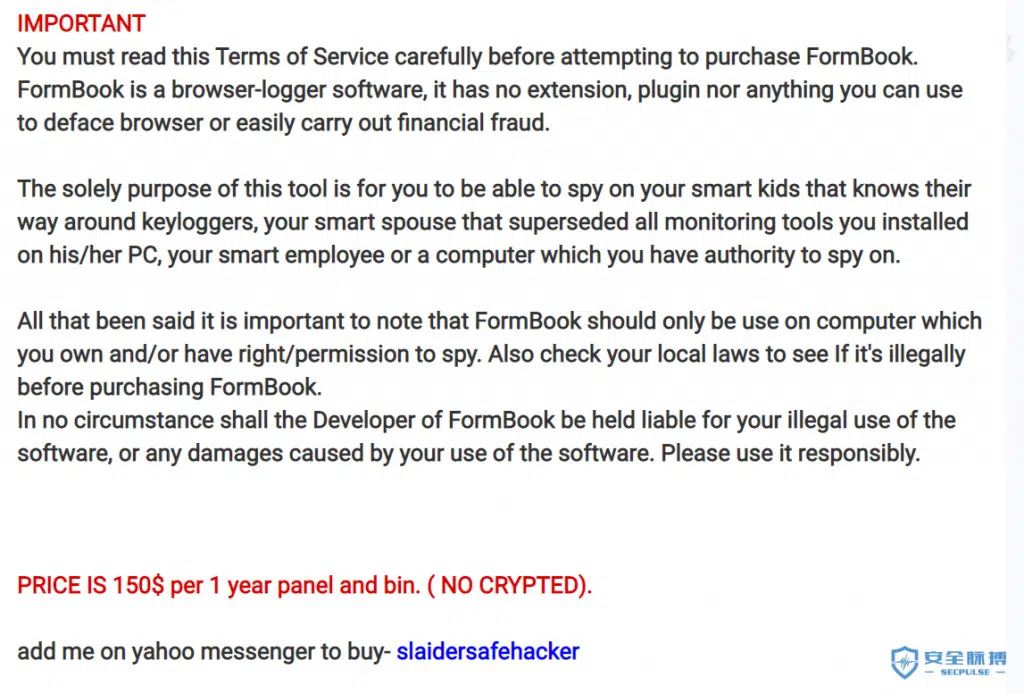 IMPORTANT
You must read this Terms of Service carefully before attempting to purchase FormBook.
FormBook is a browser-logger software, it has no extension, plugin nor anything you can use
to deface browser or easily carry out financial fraud.
The solely purpose of this tool is for you to be able to spy on your smart kids that knows their
way around keyloggers, your smart spouse that superseded all monitoring tools you installed
on his/her PC, your smart employee or a computer which you have authority to spy on.
All that been said it is important to note that FormBook should only be use on computer which
you own and/or have right/permission to spy. Also check your local laws to see If it's illegally
before purchasing FormBook.
In no circumstance shall the Developer of FormBook be held liable for your illegal use of the
software, or any damages caused by your use of the software. Please use it responsibly.
PRICE IS 150$ per 1 year panel and bin. ( NO CRYPTED).
add me on yahoo messenger to buy- slaidersafehacker
安全脉搏
SECPULSE